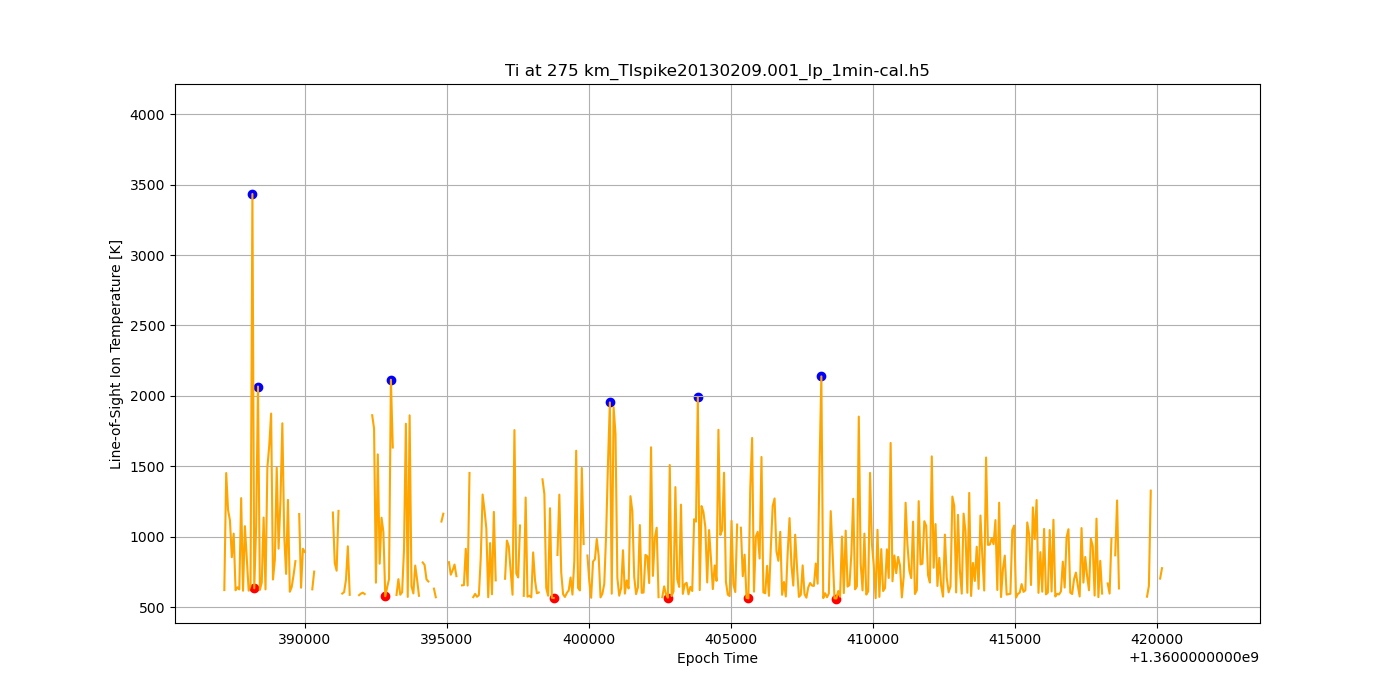 Ti at 275 km_TIspike20130209.001_lp_1min-cal.h5
4000
3500
3000
2500
2000
1500
1000
500
Line-of-Sight Ion Temperature [K]
390000 395000 400000 405000 410000 415000 420000
Epoch Time
+1.3600000000e9